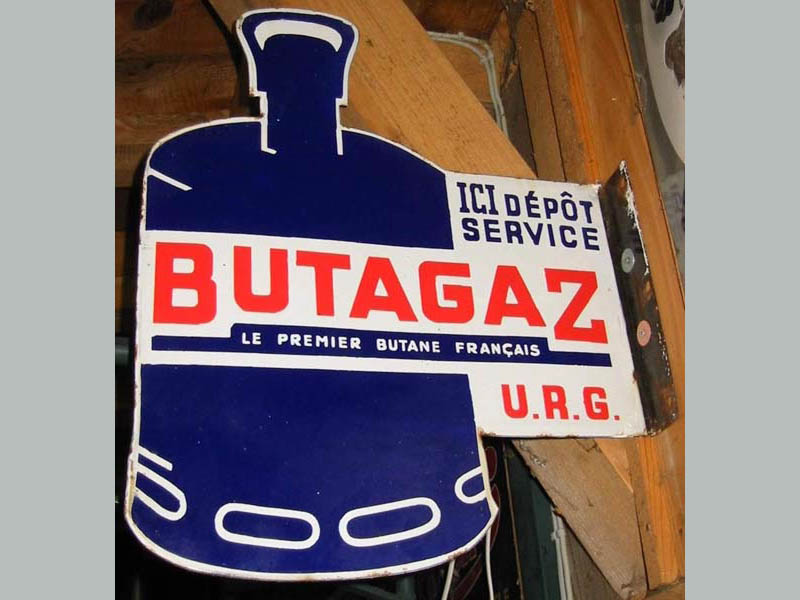 ICI DÉPÔT
SERVICE
BUTAGAZ
LE PREMIER BUTANE FRANÇAIS
U.R.G.